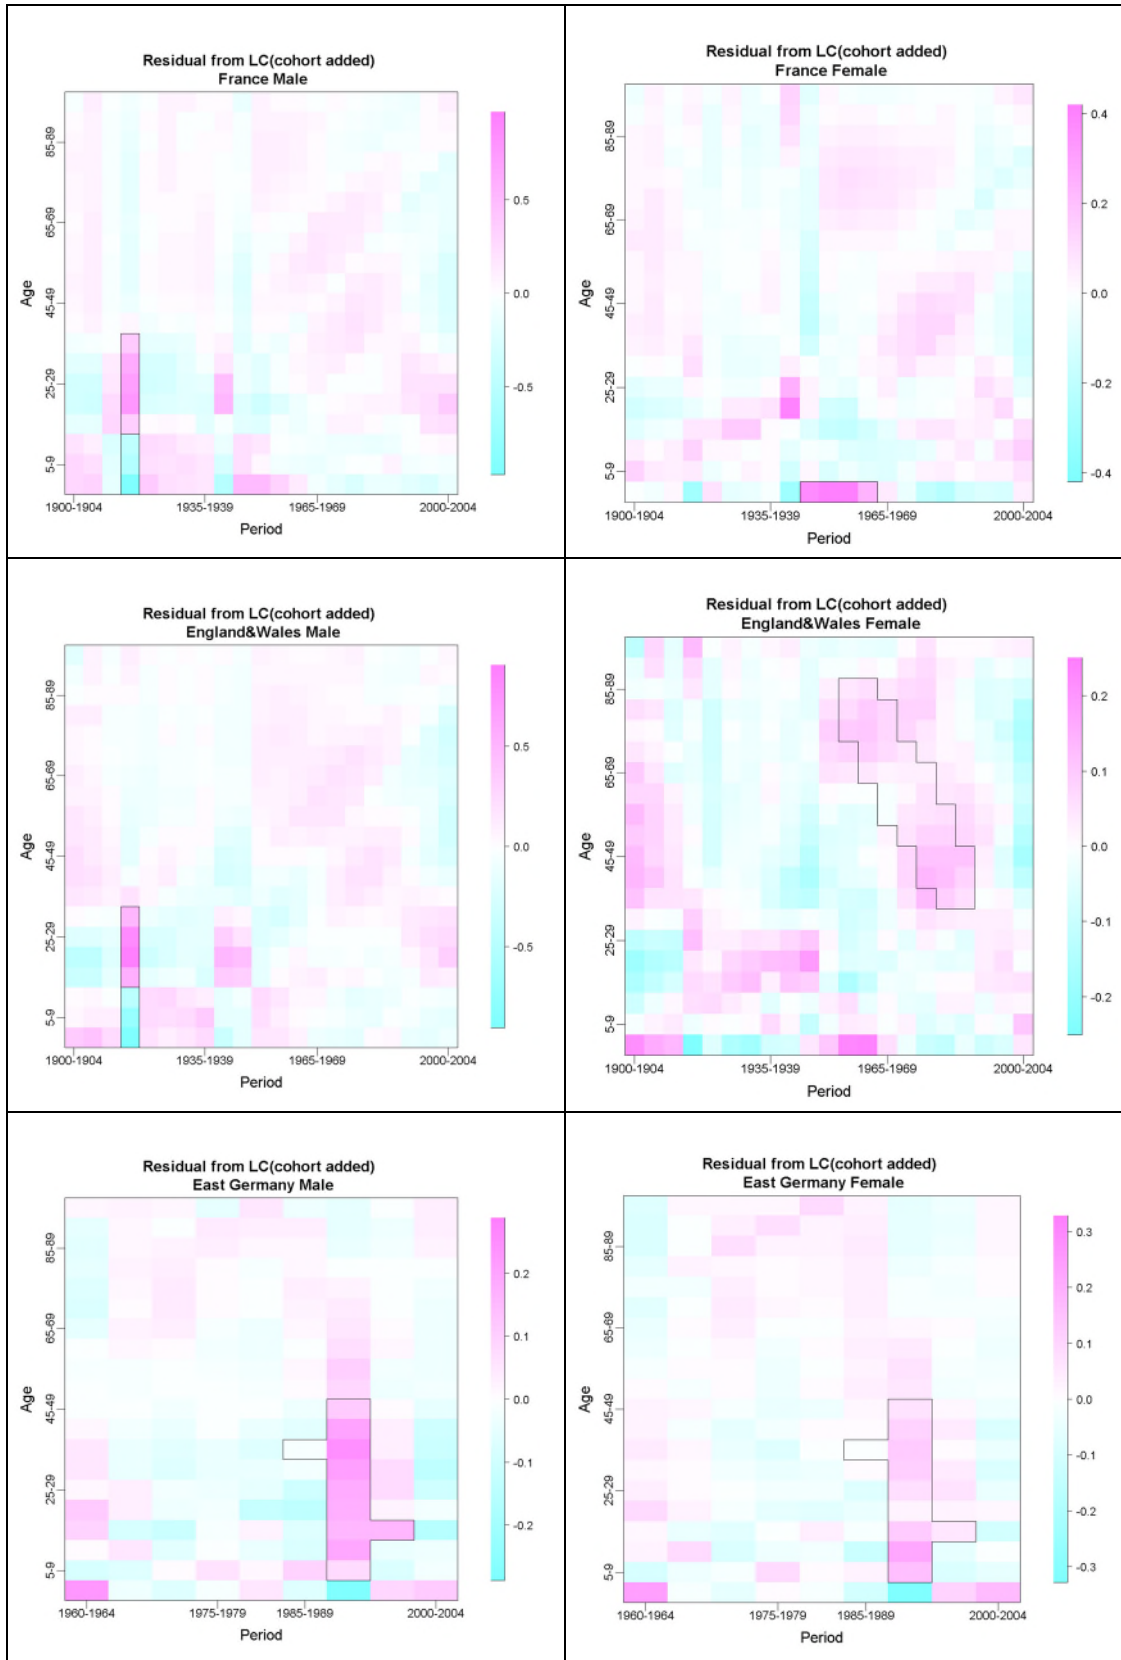 Residual from LC(cohort added)
France Male
Age
85-89
65-69
45-49
25-29
5-9
0.5
0.0
-0.5
1900-1904 1935-1939 1965-1969 2000-2004
Period
Residual from LC(cohort added)
France Female
Age
85-89
65-69
45-49
25-29
5-9
0.4
0.2
0.0
-0.2
-0.4
1900-1904 1935-1939 1965-1969 2000-2004
Period
Residual from LC(cohort added)
England&Wales Male
Age
85-89
65-69
45-49
25-29
5-9
0.5
0.0
-0.5
1900-1904 1935-1939 1965-1969 2000-2004
Period
Residual from LC(cohort added)
England&Wales Female
Age
85-89
65-69
45-49
25-29
5-9
0.2
0.1
0.0
-0.1
-0.2
1900-1904 1935-1939 1965-1969 2000-2004
Period
Residual from LC(cohort added)
East Germany Male
Age
85-89
65-69
45-49
25-29
5-9
0.2
0.1
0.0
-0.1
-0.2
1960-1964 1975-1979 1985-1989 2000-2004
Period
Residual from LC(cohort added)
East Germany Female
Age
85-89
65-69
45-49
25-29
5-9
0.3
0.2
0.1
0.0
-0.1
-0.2
-0.3
1960-1964 1975-1979 1985-1989 2000-2004
Period